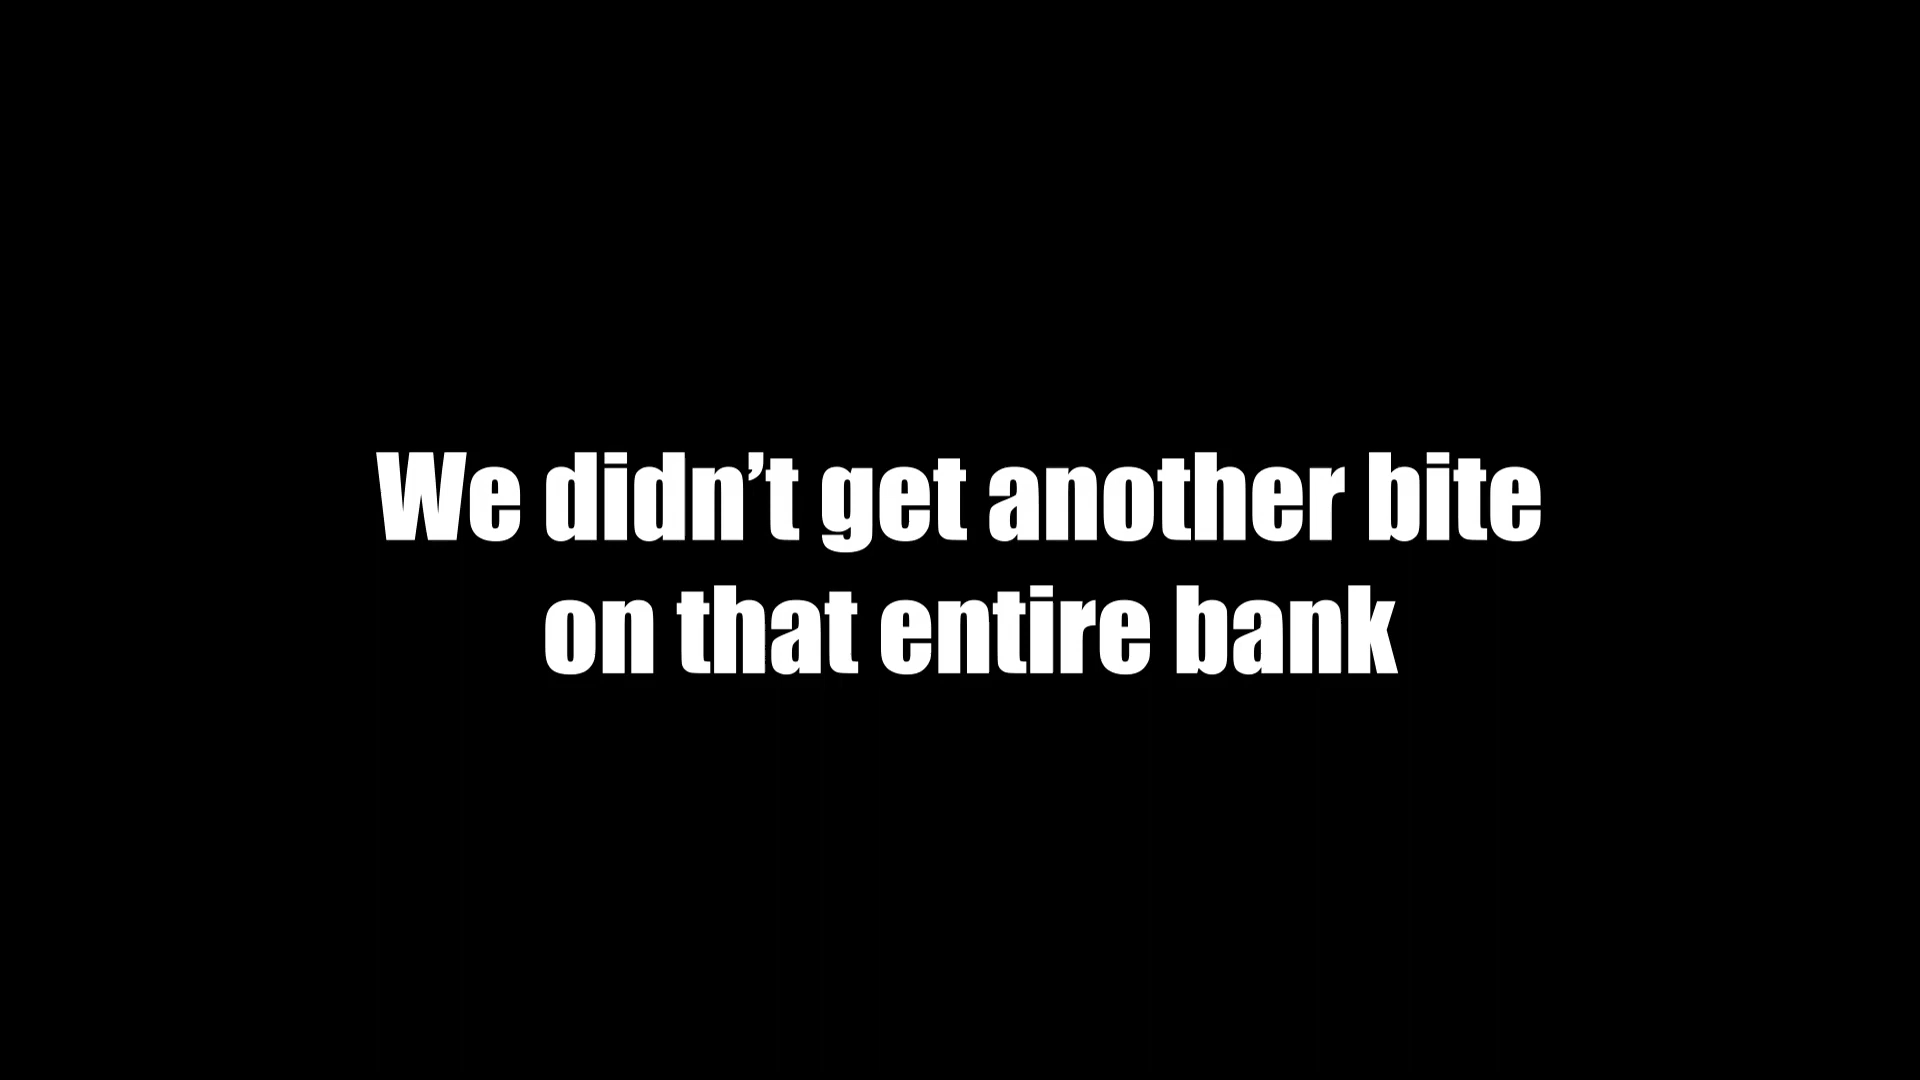 We didn’t get another bite
on that entire bank